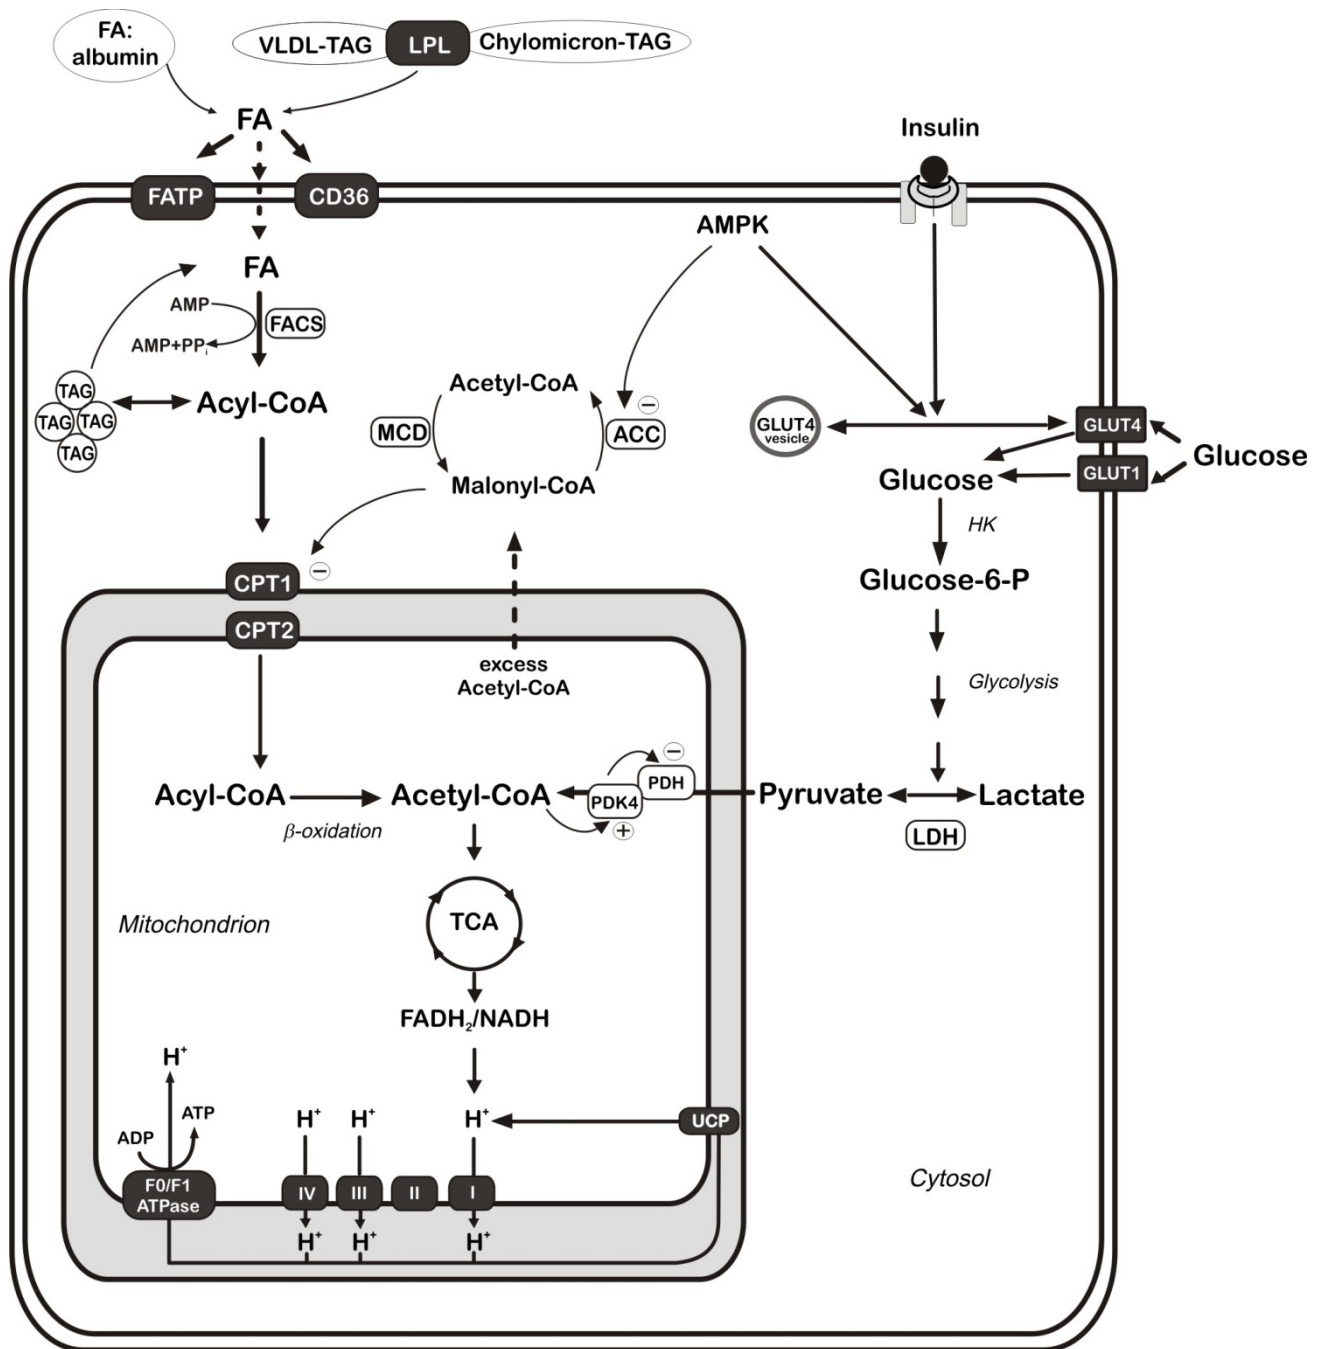 FA:
albumin
VLDL-TAG
LPL
Chylomicron-TAG
FA
Insulin
FATP
CD36
AMPK
FA
AMP
FACS
AMP+PPi
TAG
TAG
TAG
TAG
Acyl-CoA
Acetyl-CoA
−
MCD
ACC
Malonyl-CoA
GLUT4
vesicle
GLUT4
GLUT1
Glucose
Glucose
HK
CPT1
−
Glucose-6-P
CPT2
excess
Acetyl-CoA
Glycolysis
−
PDH
PDK4
+
Acyl-CoA
Acetyl-CoA
Pyruvate
Lactate
β-oxidation
LDH
Mitochondrion
TCA
FADH₂/NADH
H⁺
ATP
ADP
H⁺
H⁺
H⁺
UCP
F0/F1
ATPase
IV
III
II
I
H⁺
H⁺
H⁺
Cytosol